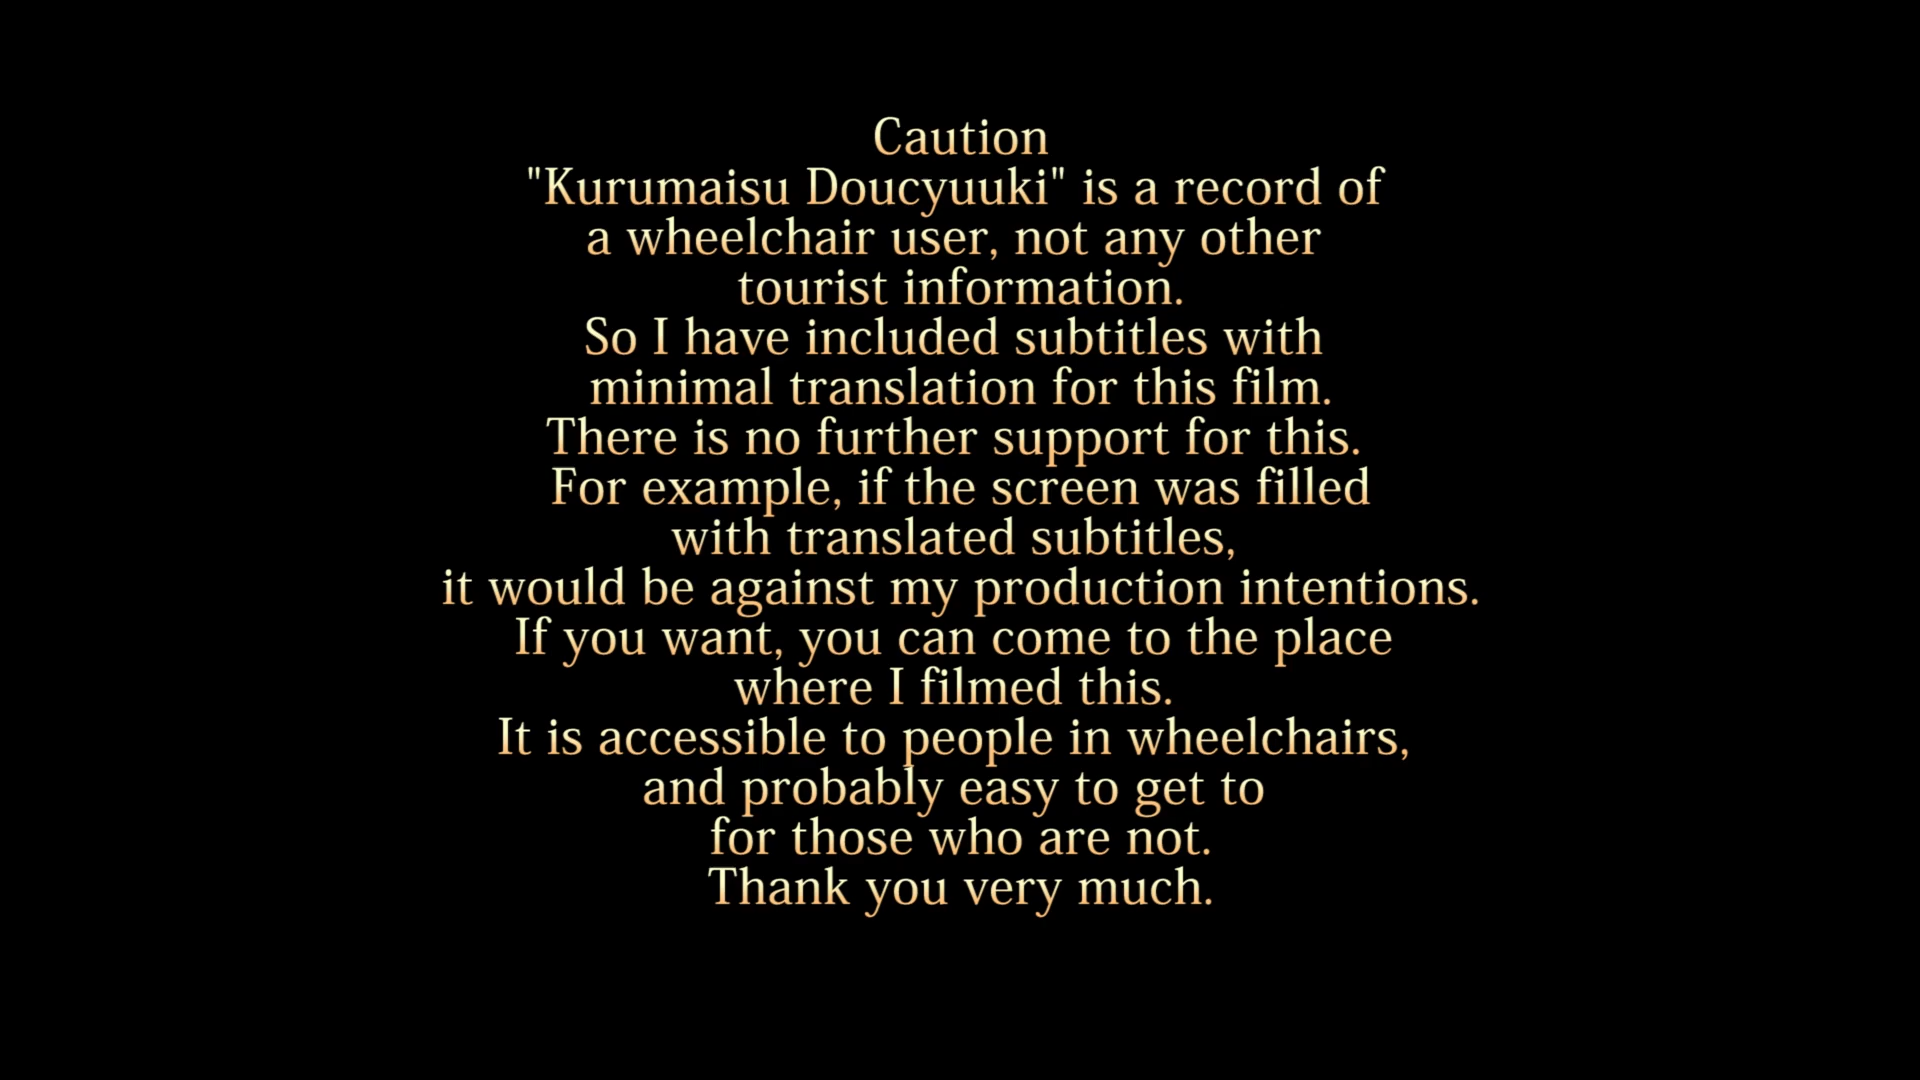 Caution
"Kurumaisu Doucyuuki" is a record of
a wheelchair user, not any other
tourist information.
So I have included subtitles with
minimal translation for this film.
There is no further support for this.
For example, if the screen was filled
with translated subtitles,
it would be against my production intentions.
If you want, you can come to the place
where I filmed this.
It is accessible to people in wheelchairs,
and probably easy to get to
for those who are not.
Thank you very much.